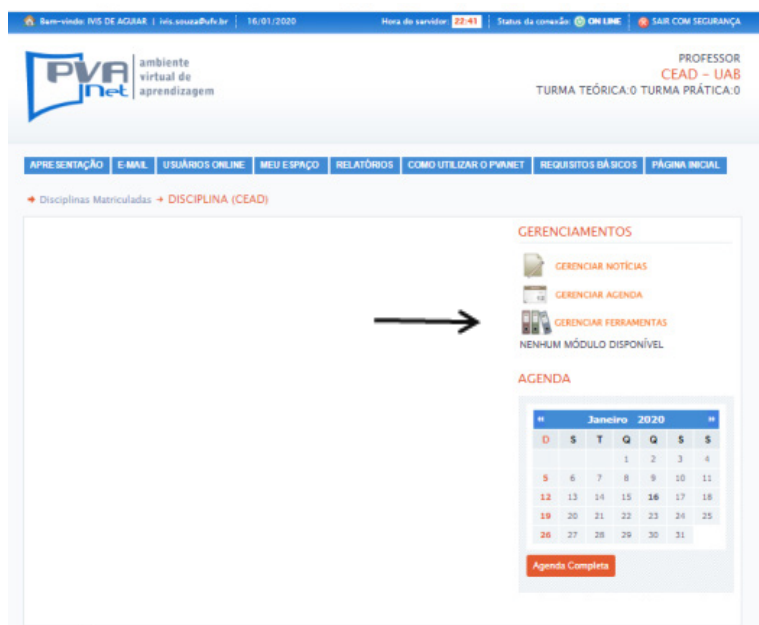 Bem-vindo: IVIS DE AGUIAR | ivis.souza@ufv.br 16/01/2020 Hora do servidor: 22:41 Status da conexão: ON LINE SAIR COM SEGURANÇA
PVANet
ambiente
virtual de
aprendizagem
PROFESSOR
CEAD - UAB
TURMA TEÓRICA:0 TURMA PRÁTICA:0
APRESENTAÇÃO E-MAIL USUÁRIOS ONLINE MEU ESPAÇO RELATÓRIOS COMO UTILIZAR O PVANET REQUISITOS BÁSICOS PÁGINA INICIAL
Disciplinas Matriculadas DISCIPLINA (CEAD)
GERENCIAMENTOS
GERENCIAR NOTÍCIAS
12 GERENCIAR AGENDA
GERENCIAR FERRAMENTAS
NENHUM MÓDULO DISPONÍVEL
AGENDA
« Janeiro 2020 »
D S T Q Q S S
1 2 3 4
5 6 7 8 9 10 11
12 13 14 15 16 17 18
19 20 21 22 23 24 25
26 27 28 29 30 31
Agenda Completa